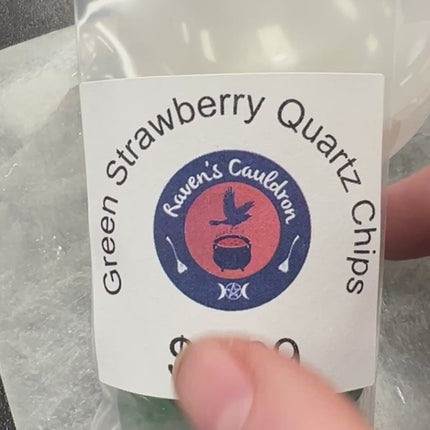 Green Strawberry Quartz Chips
Raven's Cauldron